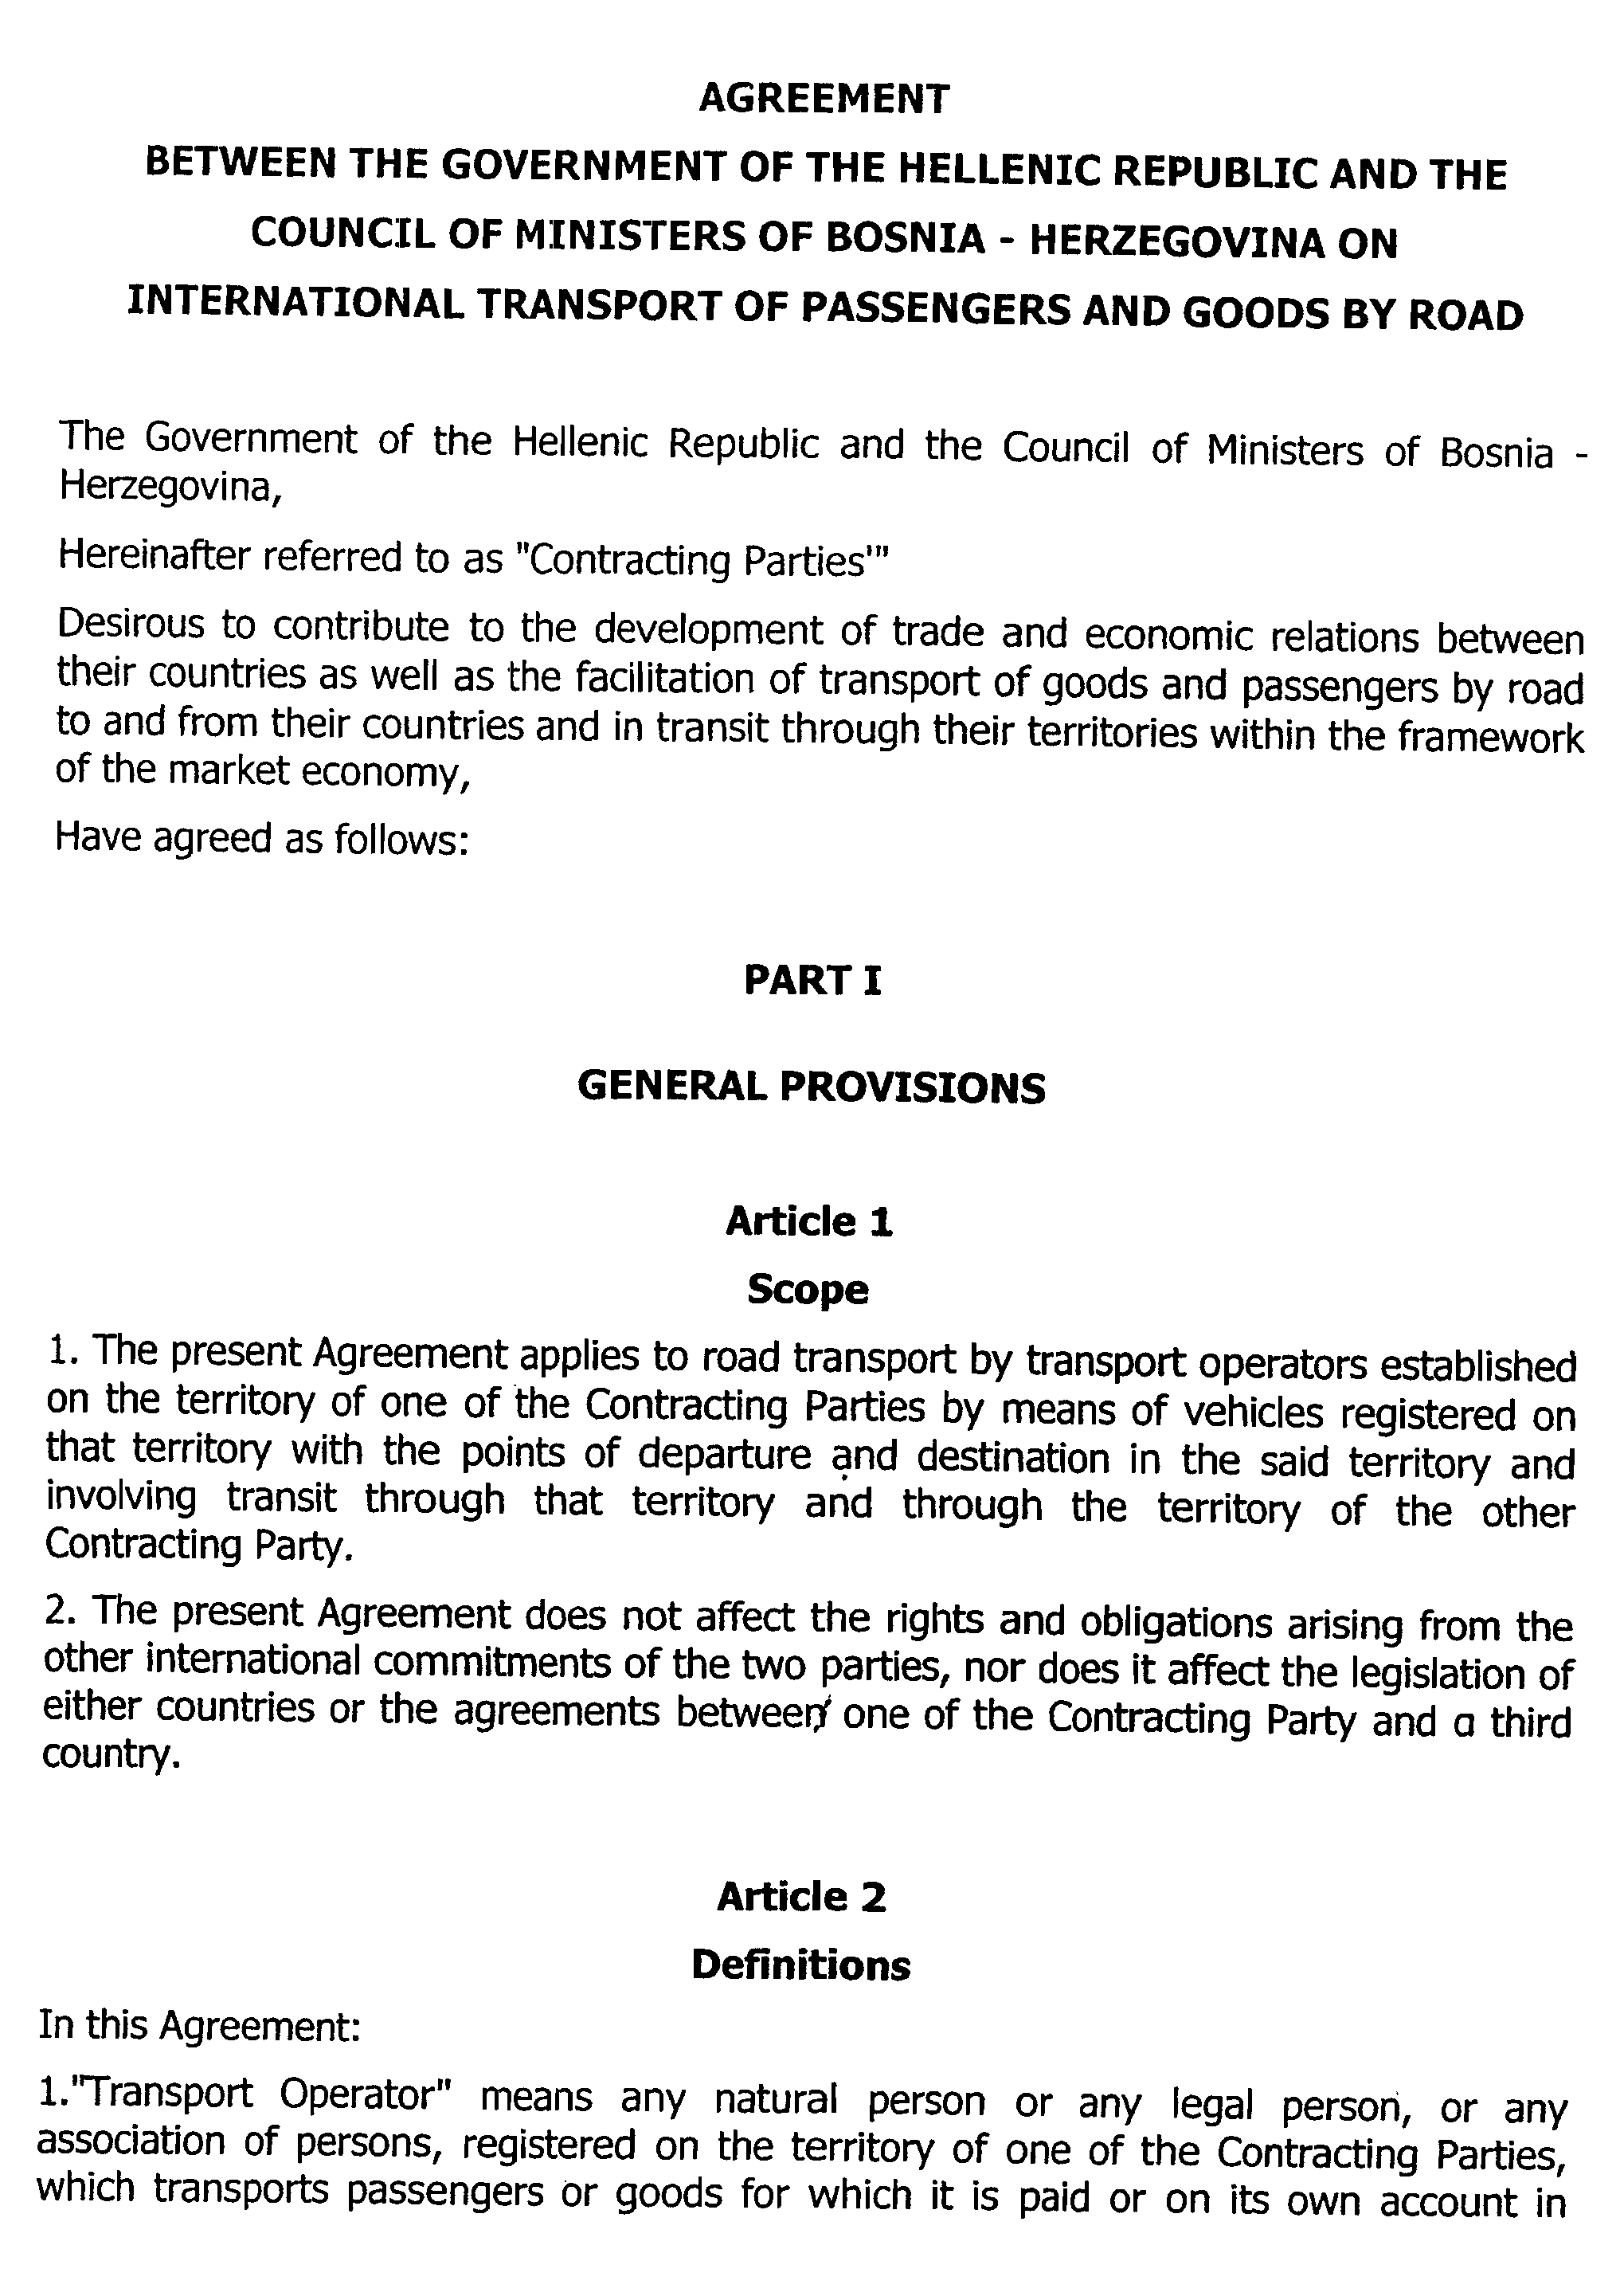 AGREEMENT
BETWEEN THE GOVERNMENT OF THE HELLENIC REPUBLIC AND THE
COUNCIL OF MINISTERS OF BOSNIA - HERZEGOVINA ON
INTERNATIONAL TRANSPORT OF PASSENGERS AND GOODS BY ROAD
The Government of the Hellenic Republic and the Council of Ministers of Bosnia -
Herzegovina,
Hereinafter referred to as "Contracting Parties'"
Desirous to contribute to the development of trade and economic relations between
their countries as well as the facilitation of transport of goods and passengers by road
to and from their countries and in transit through their territories within the framework
of the market economy,
Have agreed as follows:
PART I
GENERAL PROVISIONS
Article 1
Scope
1. The present Agreement applies to road transport by transport operators established
on the territory of one of the Contracting Parties by means of vehicles registered on
that territory with the points of departure and destination in the said territory and
involving transit through that territory and through the territory of the other
Contracting Party.
2. The present Agreement does not affect the rights and obligations arising from the
other international commitments of the two parties, nor does it affect the legislation of
either countries or the agreements between one of the Contracting Party and a third
country.
Article 2
Definitions
In this Agreement:
1."Transport Operator" means any natural person or any legal person, or any
association of persons, registered on the territory of one of the Contracting Parties,
which transports passengers or goods for which it is paid or on its own account in